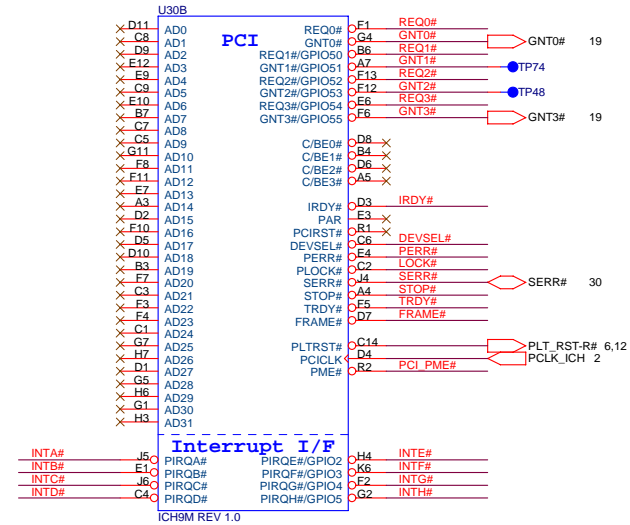 U30B
PCI
D11 AD0 REQ0# F1 REQ0#
C8 AD1 GNT0# G4 GNT0# GNT0# 19
D9 AD2 REQ1#/GPIO50 B6 REQ1#
E12 AD3 GNT1#/GPIO51 A7 GNT1# TP74
E9 AD4 REQ2#/GPIO52 F13 REQ2#
C9 AD5 GNT2#/GPIO53 F12 GNT2# TP48
E10 AD6 REQ3#/GPIO54 E6 REQ3#
B7 AD7 GNT3#/GPIO55 F6 GNT3# GNT3# 19
C7 AD8
C5 AD9 C/BE0# D8
G11 AD10 C/BE1# B4
F8 AD11 C/BE2# D6
F11 AD12 C/BE3# A5
E7 AD13
A3 AD14 IRDY# D3 IRDY#
D2 AD15 PAR E3
F10 AD16 PCIRST# R1
D5 AD17 DEVSEL# C6 DEVSEL#
D10 AD18 PERR# E4 PERR#
B3 AD19 PLOCK# C2 LOCK#
F7 AD20 SERR# J4 SERR# SERR# 30
C3 AD21 STOP# A4 STOP#
F3 AD22 TRDY# F5 TRDY#
F4 AD23 FRAME# D7 FRAME#
C1 AD24
G7 AD25 PLTRST# C14 PLT_RST-R# 6,12
H7 AD26 PCICLK D4 PCLK_ICH 2
D1 AD27 PME# R2 PCI_PME#
G5 AD28
H6 AD29
G1 AD30
H3 AD31
Interrupt I/F
INTA# J5 PIRQA# PIRQE#/GPIO2 H4 INTE#
INTB# E1 PIRQB# PIRQF#/GPIO3 K6 INTF#
INTC# J6 PIRQC# PIRQG#/GPIO4 F2 INTG#
INTD# C4 PIRQD# PIRQH#/GPIO5 G2 INTH#
ICH9M REV 1.0